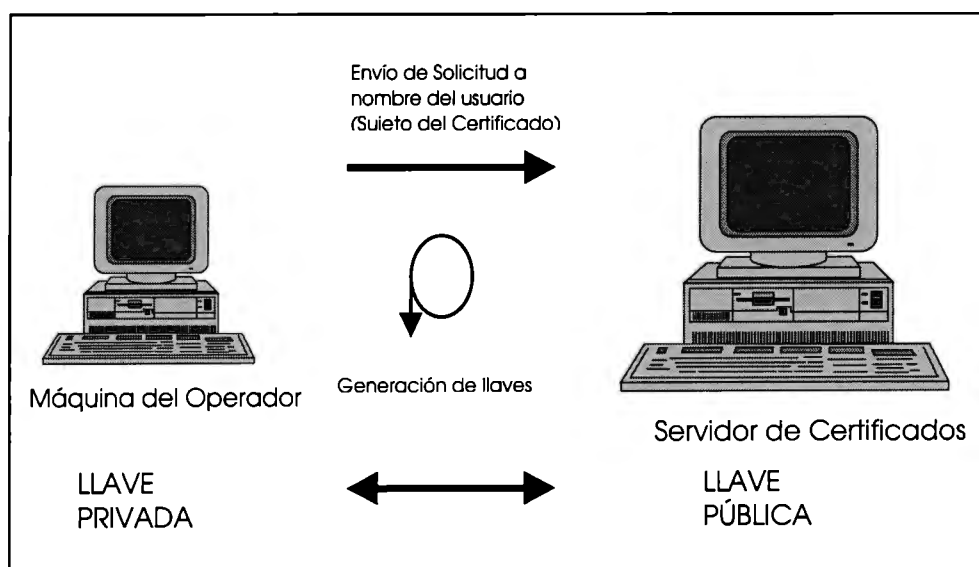 Envío de Solicitud a
nombre del usuario
(Sujeto del Certificado)
Máquina del Operador
Generación de llaves
Servidor de Certificados
LLAVE
PRIVADA
LLAVE
PÚBLICA